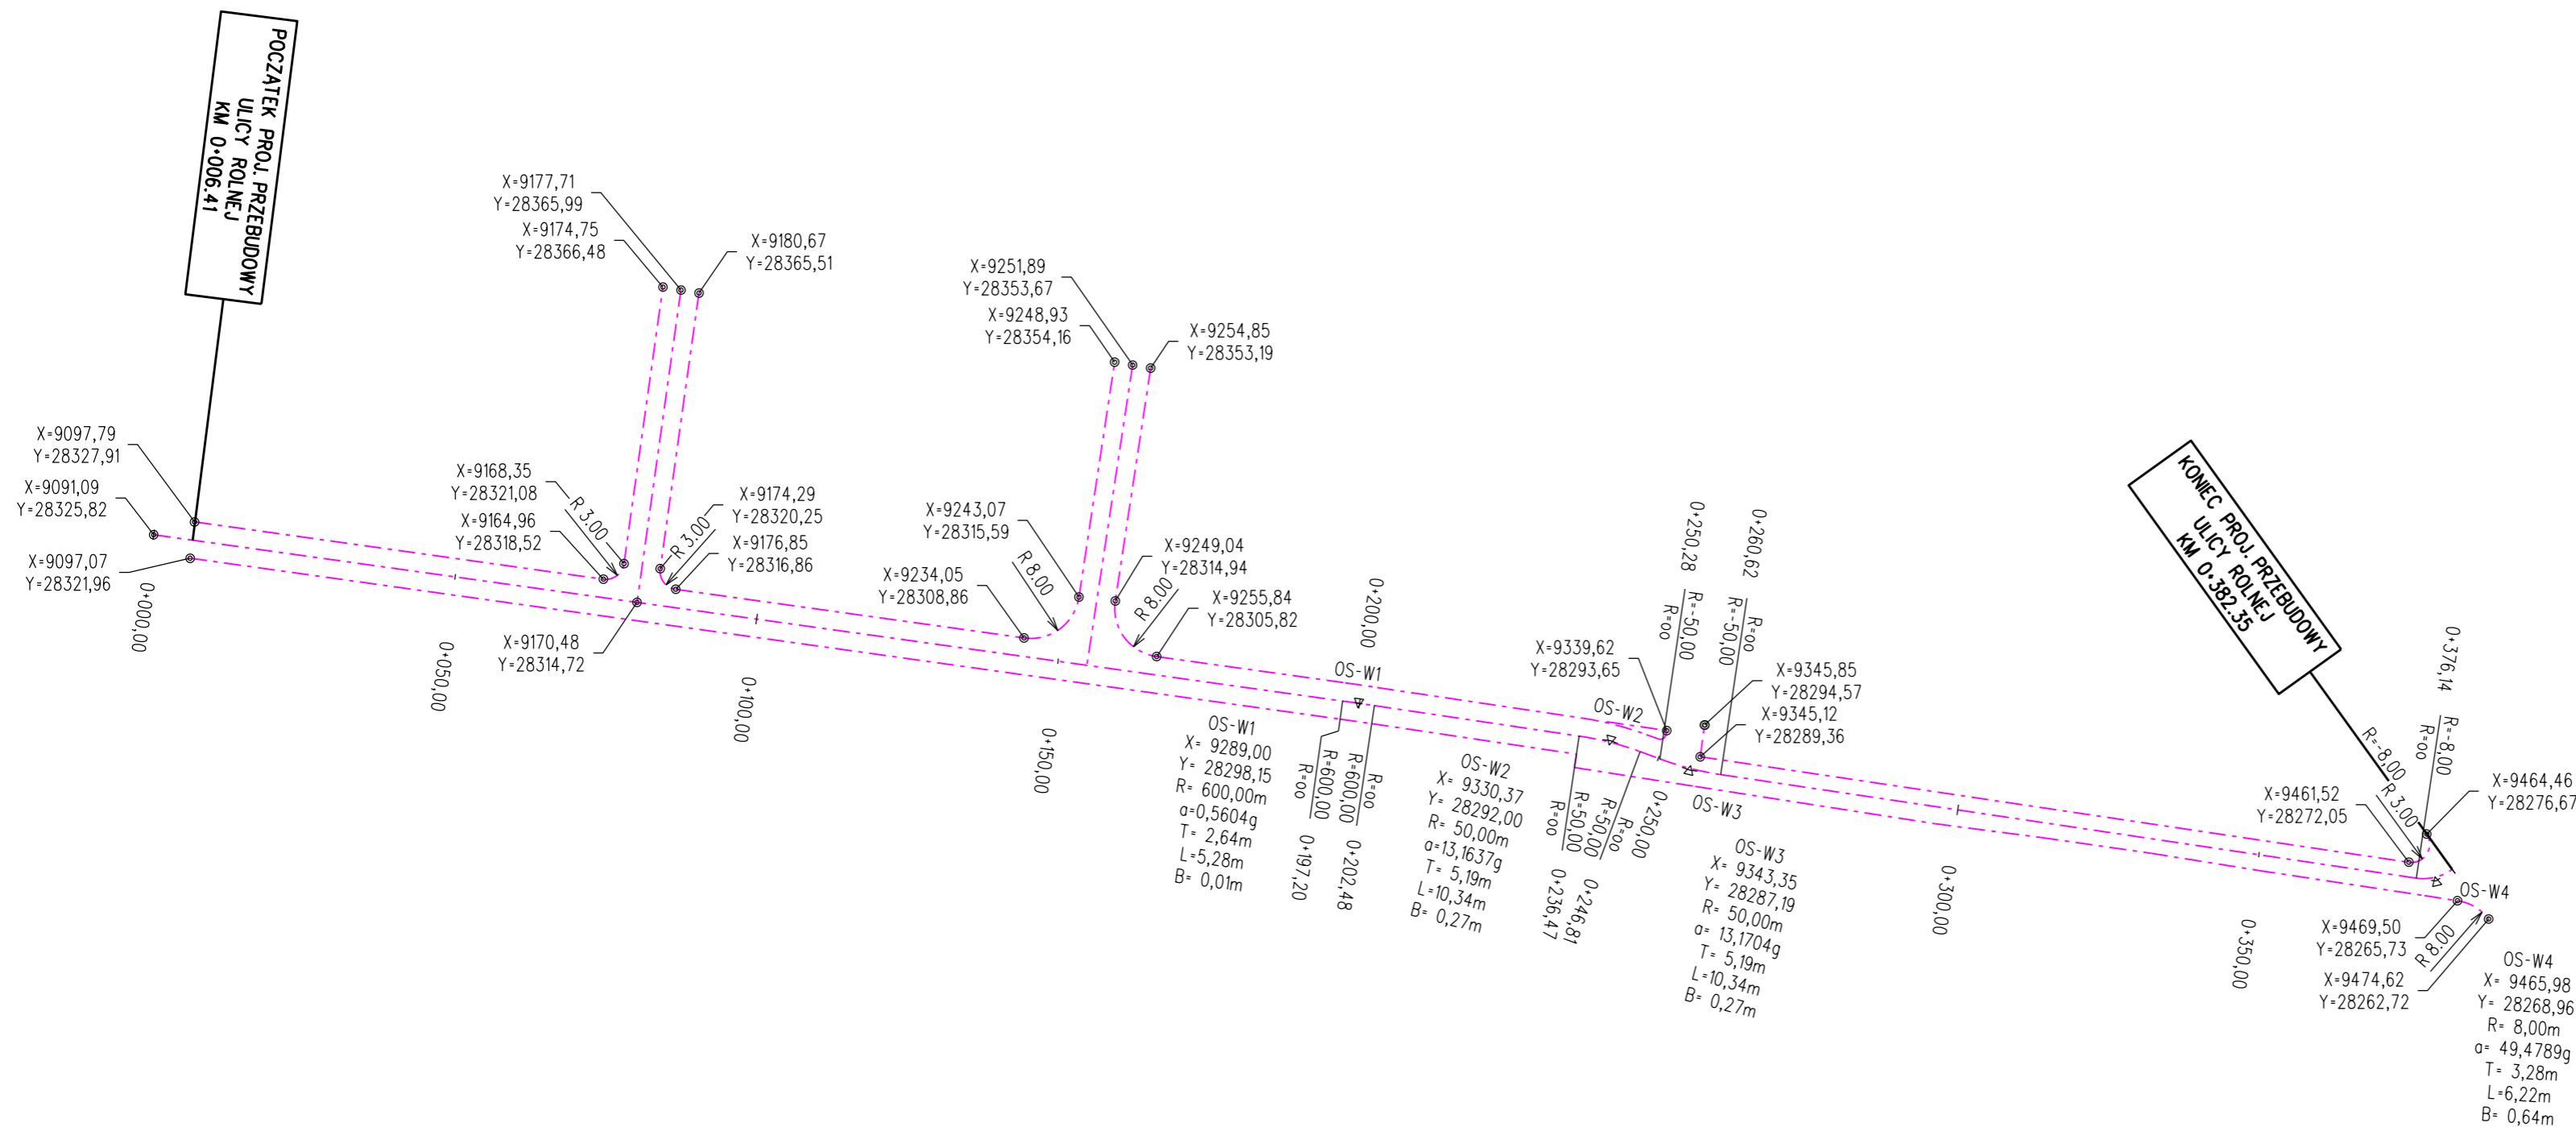 POCZĄTEK PROJ. PRZEBUDOWY
ULICY ROLNEJ
KM 0+006.41
X=9097,79
Y=28327,91
X=9091,09
Y=28325,82
X=9097,07
Y=28321,96
0+000,00
0+050,00
X=9177,71
Y=28365,99
X=9174,75
Y=28366,48
X=9180,67
Y=28365,51
X=9168,35
Y=28321,08
X=9164,96
Y=28318,52
R 3.00
R 3.00
X=9174,29
Y=28320,25
X=9176,85
Y=28316,86
X=9170,48
Y=28314,72
0+100,00
X=9251,89
Y=28353,67
X=9248,93
Y=28354,16
X=9254,85
Y=28353,19
X=9243,07
Y=28315,59
X=9234,05
Y=28308,86
R 8.00
R 8.00
X=9249,04
Y=28314,94
X=9255,84
Y=28305,82
0+150,00
0+200,00
OS-W1
OS-W1
X= 9289,00
Y= 28298,15
R= 600,00m
a=0,5604g
T= 2,64m
L=5,28m
B= 0,01m
R=600,00
R=oo
0+197,20
R=oo
R=600,00
0+202,48
OS-W2
OS-W2
X= 9330,37
Y= 28292,00
R= 50,00m
a=13,1637g
T= 5,19m
L=10,34m
B= 0,27m
R=50,00
R=oo
0+236,47
R=oo
R=50,00
0+246,81
0+250,00
X=9339,62
Y=28293,65
0+250,28
R=-50,00
R=oo
0+260,62
R=oo
R=-50,00
X=9345,85
Y=28294,57
X=9345,12
Y=28289,36
OS-W3
OS-W3
X= 9343,35
Y= 28287,19
R= 50,00m
a= 13,1704g
T= 5,19m
L=10,34m
B= 0,27m
0+300,00
0+350,00
KONIEC PROJ. PRZEBUDOWY
ULICY ROLNEJ
KM 0+382.35
0+376,14
R=-8,00
R=oo
R=-8,00
R 3.00
X=9464,46
Y=28276,67
X=9461,52
Y=28272,05
OS-W4
X=9469,50
Y=28265,73
R 8.00
X=9474,62
Y=28262,72
OS-W4
X= 9465,98
Y= 28268,96
R= 8,00m
a= 49,4789g
T= 3,28m
L=6,22m
B= 0,64m